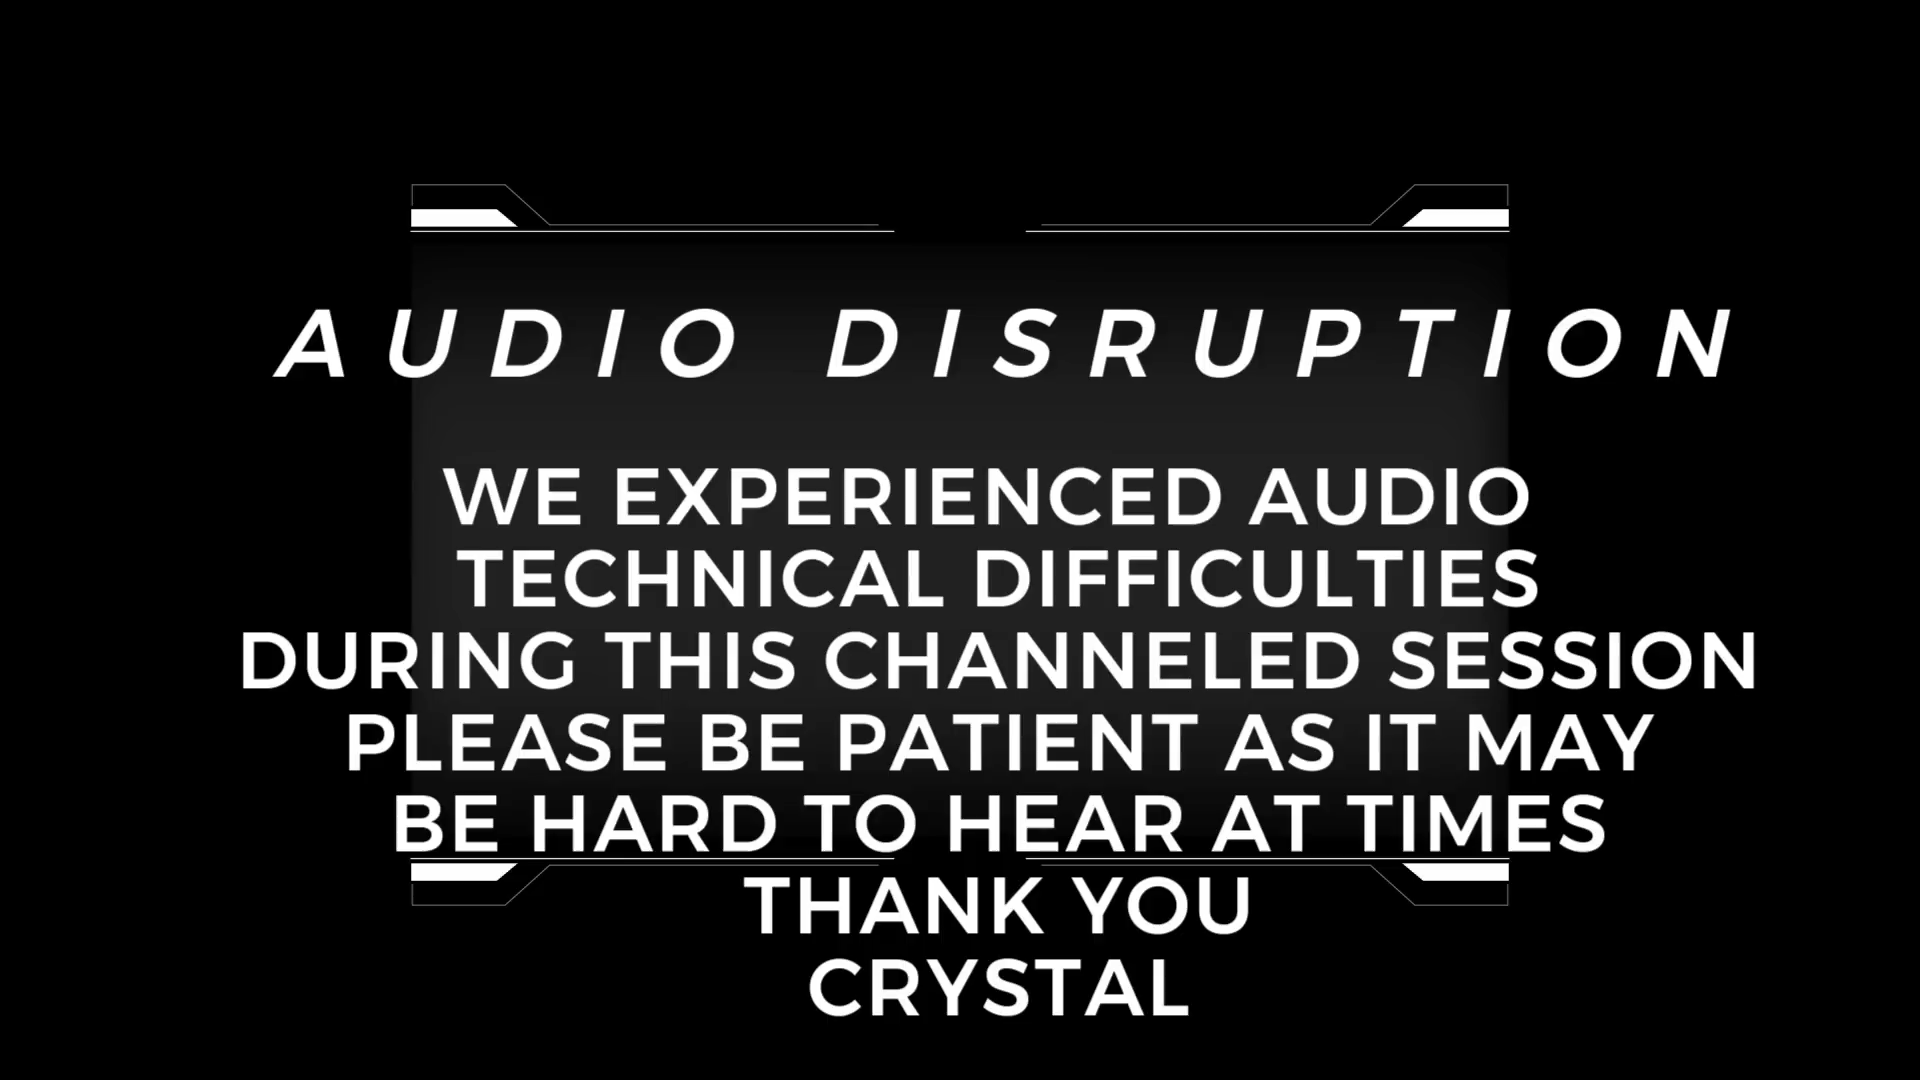 AUDIO DISRUPTION
WE EXPERIENCED AUDIO
TECHNICAL DIFFICULTIES
DURING THIS CHANNELED SESSION
PLEASE BE PATIENT AS IT MAY
BE HARD TO HEAR AT TIMES
THANK YOU
CRYSTAL